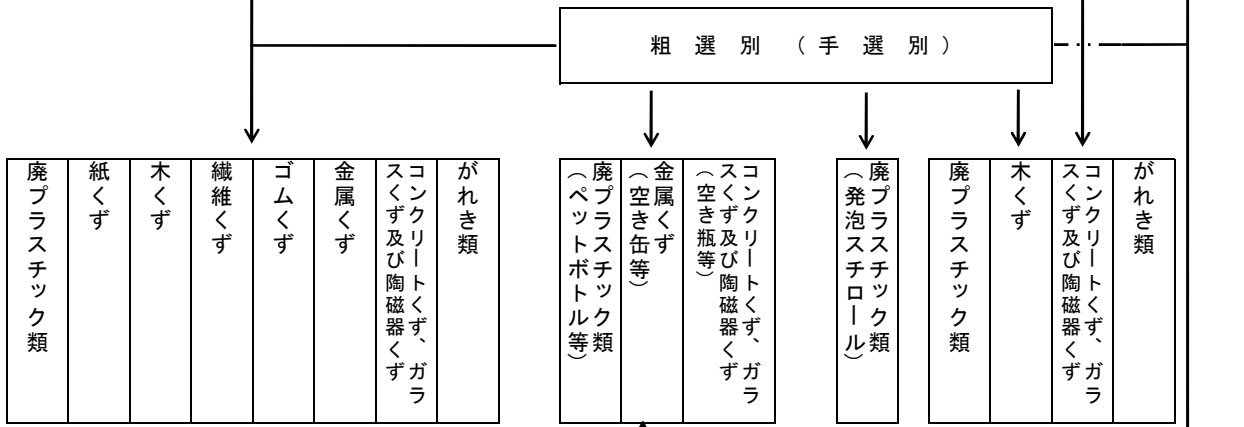 粗選別（手選別）
廃プラスチック類
紙くず
木くず
繊維くず
ゴムくず
金属くず
コンクリートくず、ガラ
スくず及び陶磁器くず
がれき類
廃プラスチック類
（ペットボトル等）
金属くず
（空き缶等）
コンクリートくず、ガラ
スくず及び陶磁器くず
（空き瓶等）
廃プラスチック類
（発泡スチロール）
廃プラスチック類
木くず
コンクリートくず、ガラ
スくず及び陶磁器くず
がれき類